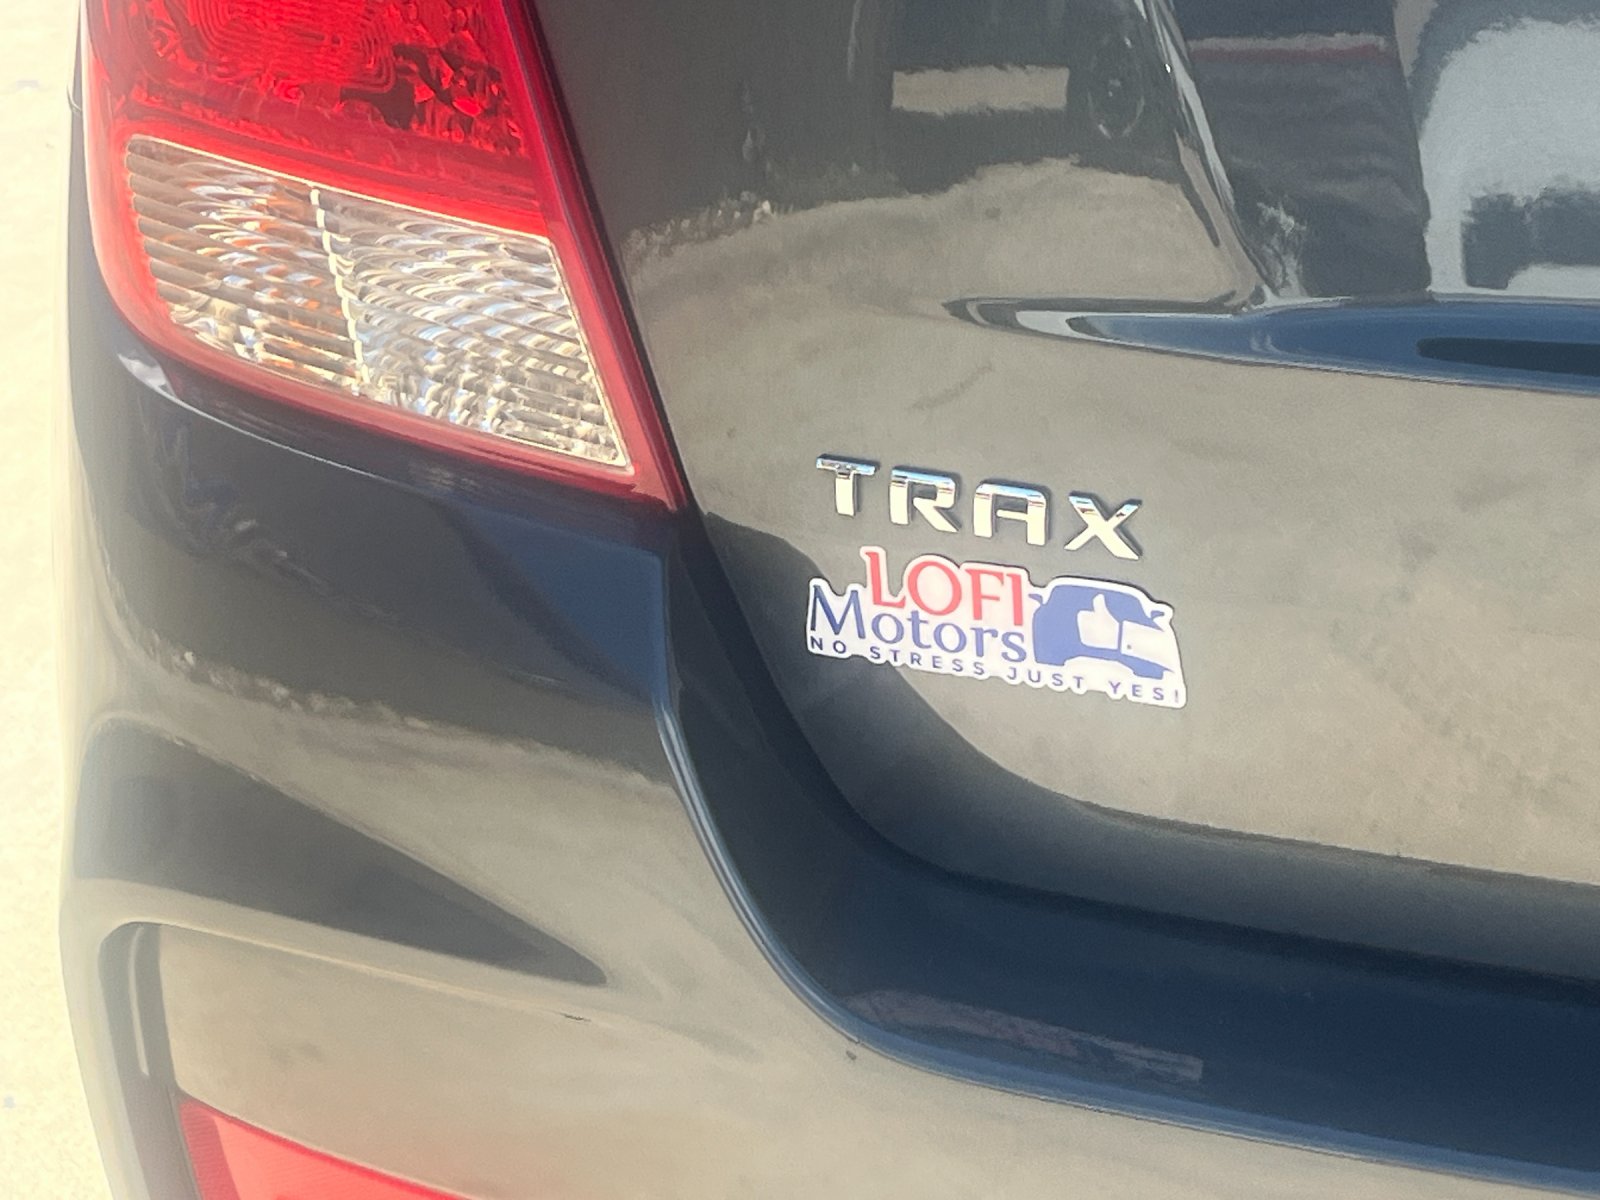 TRAX
LOFI
Motors
NO STRESS JUST YES!